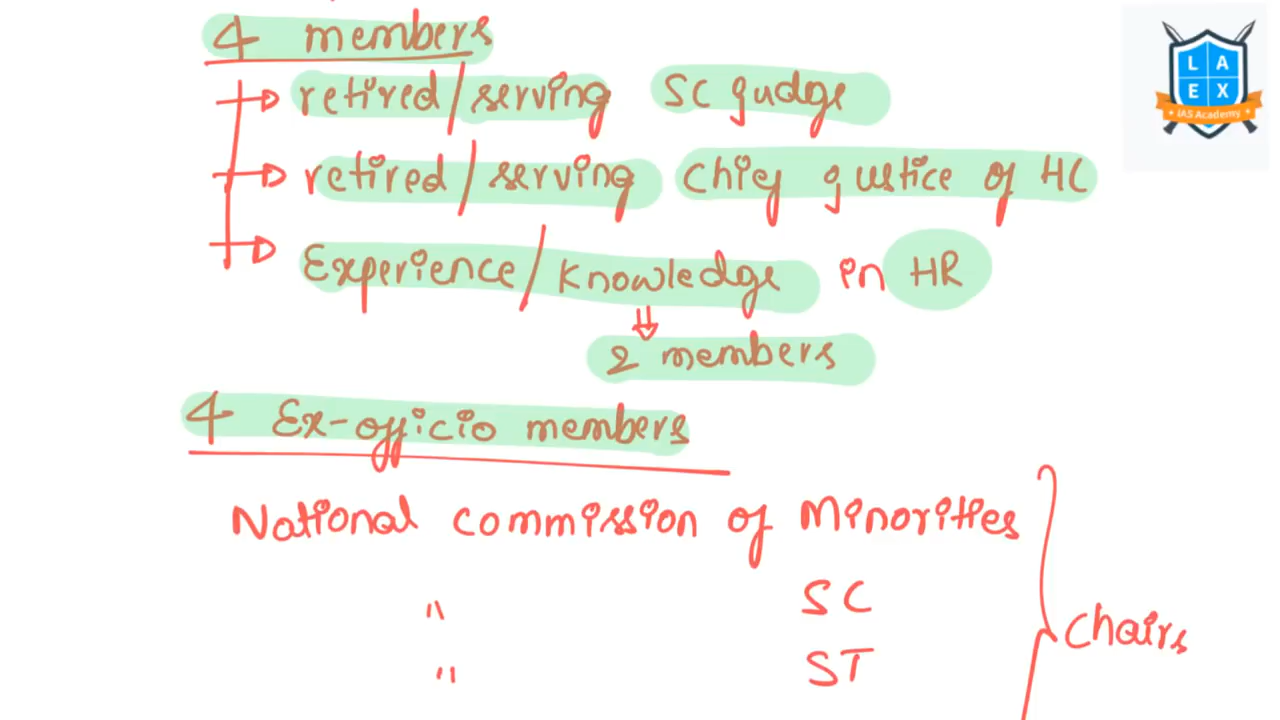 4 members
retired/serving SC Judge
retired/serving Chief Justice of HC
Experience/Knowledge in HR
2 members
4 Ex-officio members
National commission of Minorities
" SC
" ST
Chairs
L A
E X
IAS Academy